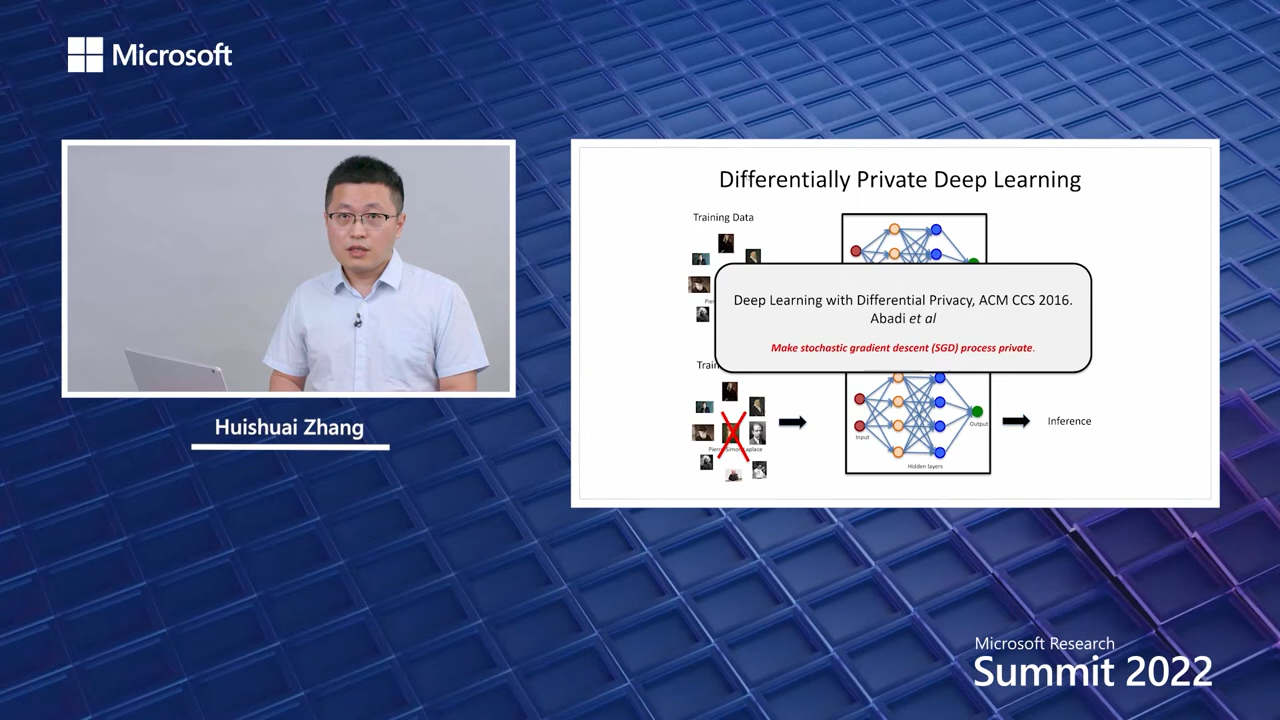 Microsoft
Huishuai Zhang
Differentially Private Deep Learning
Training Data
Deep Learning with Differential Privacy, ACM CCS 2016.
Abadi et al
Make stochastic gradient descent (SGD) process private.
Input
Output
Inference
Hidden layers
Microsoft Research
Summit 2022